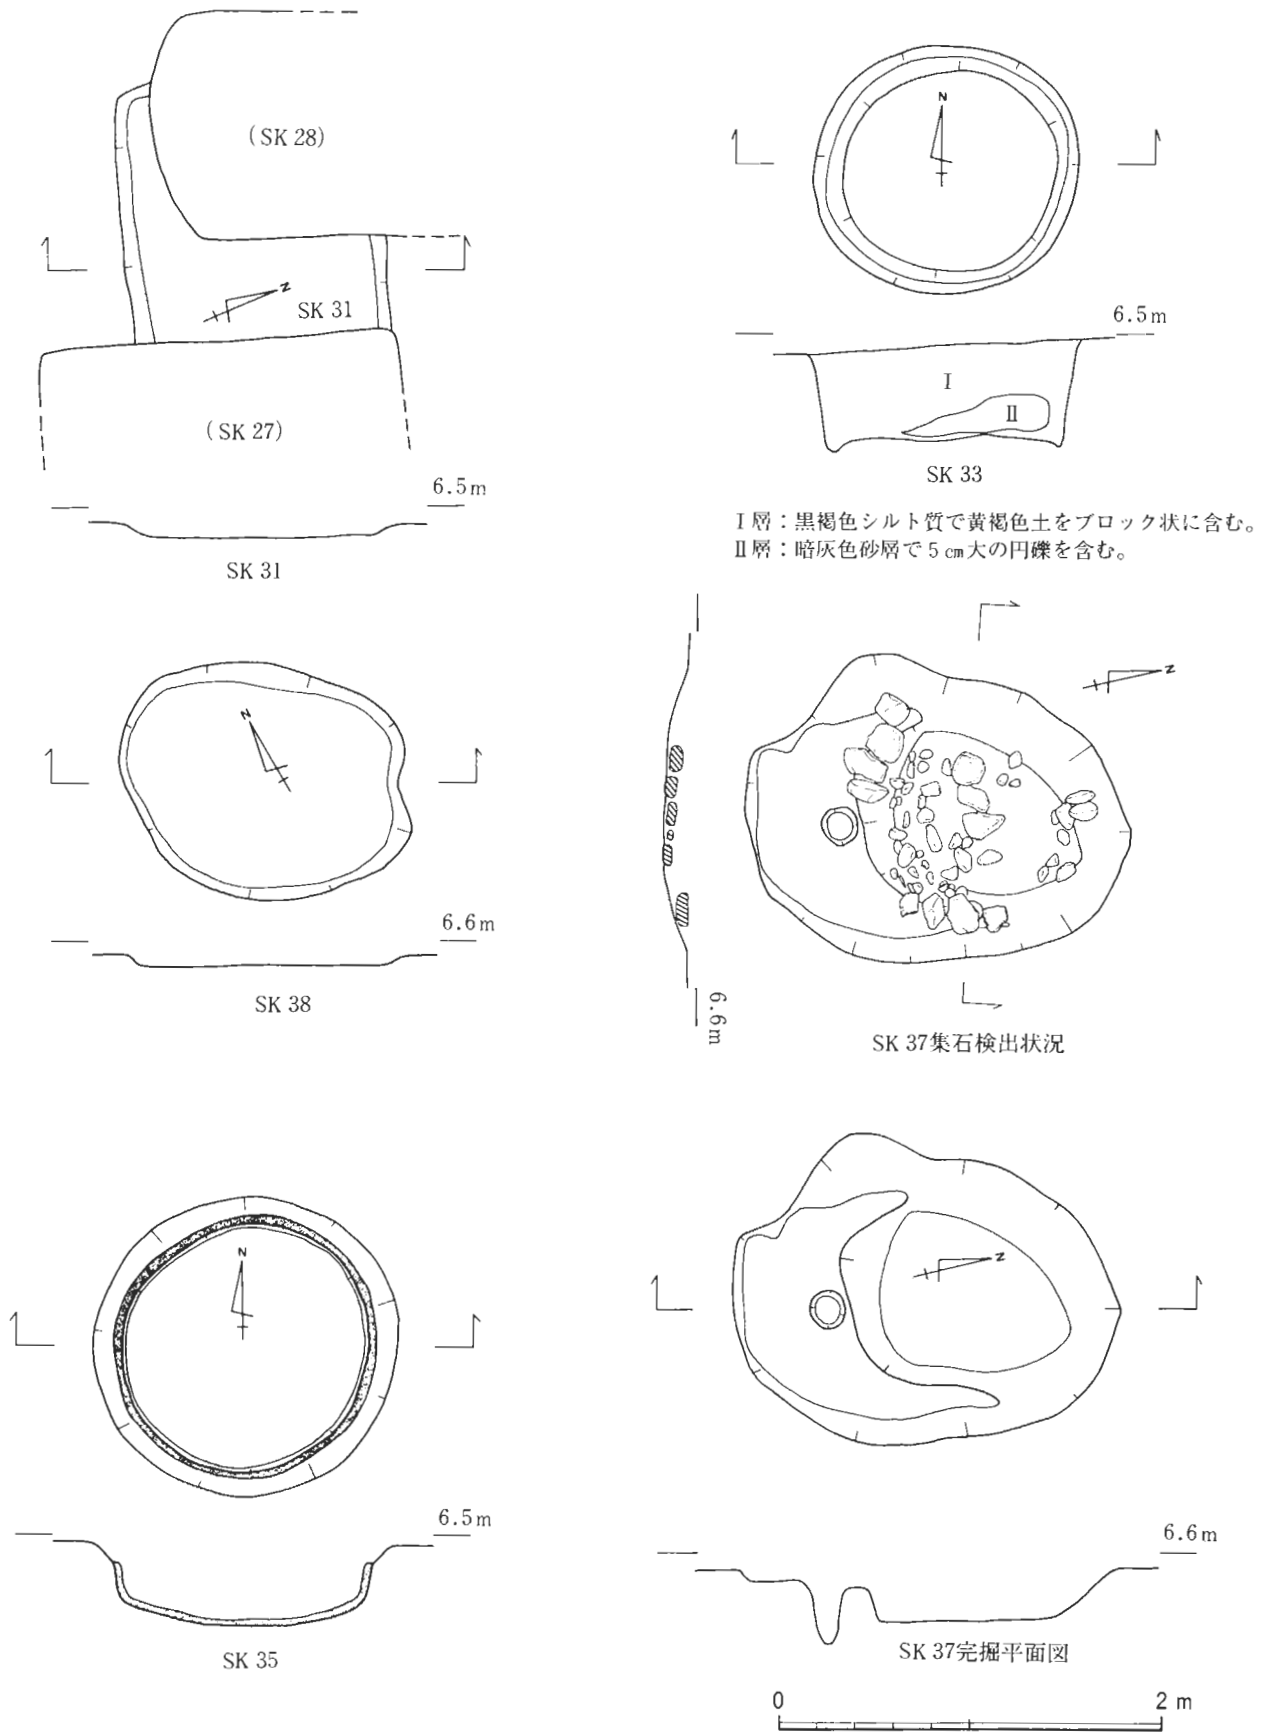 (SK 28)
N
SK 31
(SK 27)
6.5m
SK 31
N
6.5m
I
II
SK 33
I層：黒褐色シルト質で黄褐色土をブロック状に含む。
II層：暗灰色砂層で5㎝大の円礫を含む。
N
6.6m
SK 38
N
6.6m
SK 37集石検出状況
N
6.5m
SK 35
N
6.6m
SK 37完掘平面図
0 2 m